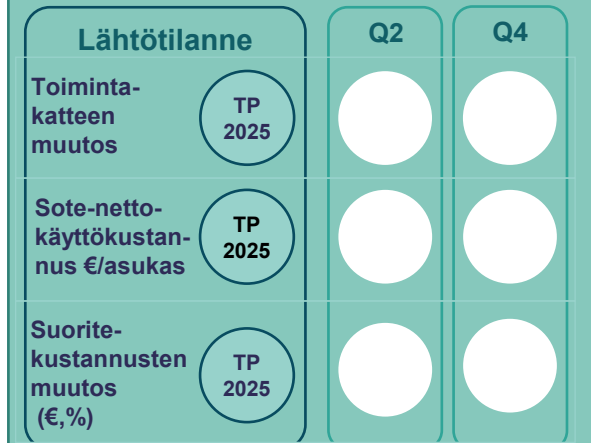 Lähtötilanne
Q2
Q4
Toiminta-
katteen
muutos
TP
2025
Sote-netto-
käyttökustan-
nus €/asukas
TP
2025
Suorite-
kustannusten
muutos
(€,%)
TP
2025